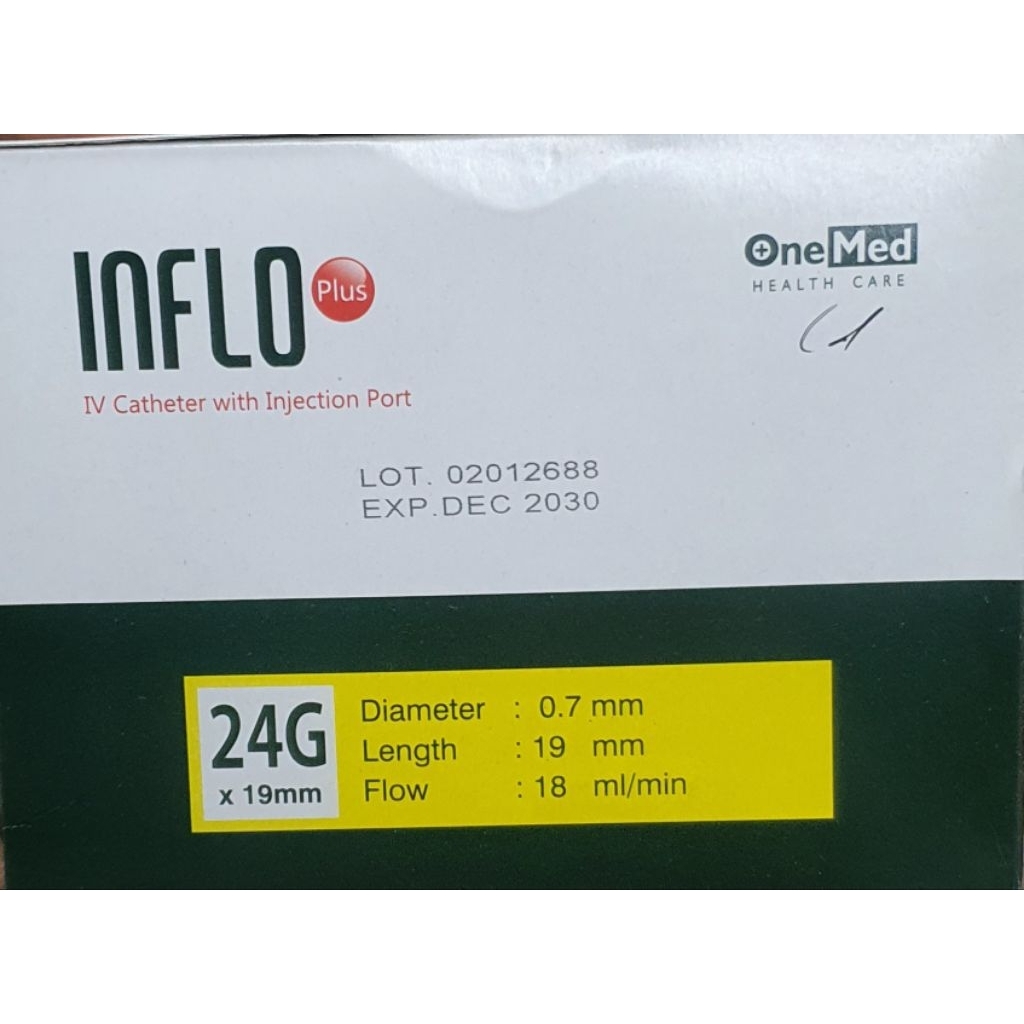 INFLO Plus
IV Catheter with Injection Port
OneMed
HEALTH CARE
LOT. 02012688
EXP.DEC 2030
24G
x 19mm
Diameter : 0.7 mm
Length : 19 mm
Flow : 18 ml/min